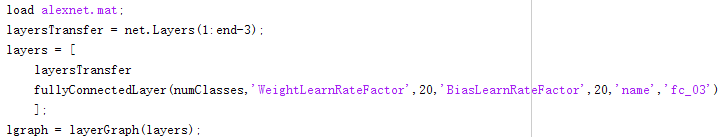 load alexnet.mat;
layersTransfer = net.Layers(1:end-3);
layers = [
layersTransfer
fullyConnectedLayer(numClasses,'WeightLearnRateFactor',20,'BiasLearnRateFactor',20,'name','fc_03')
];
lgraph = layerGraph(layers);